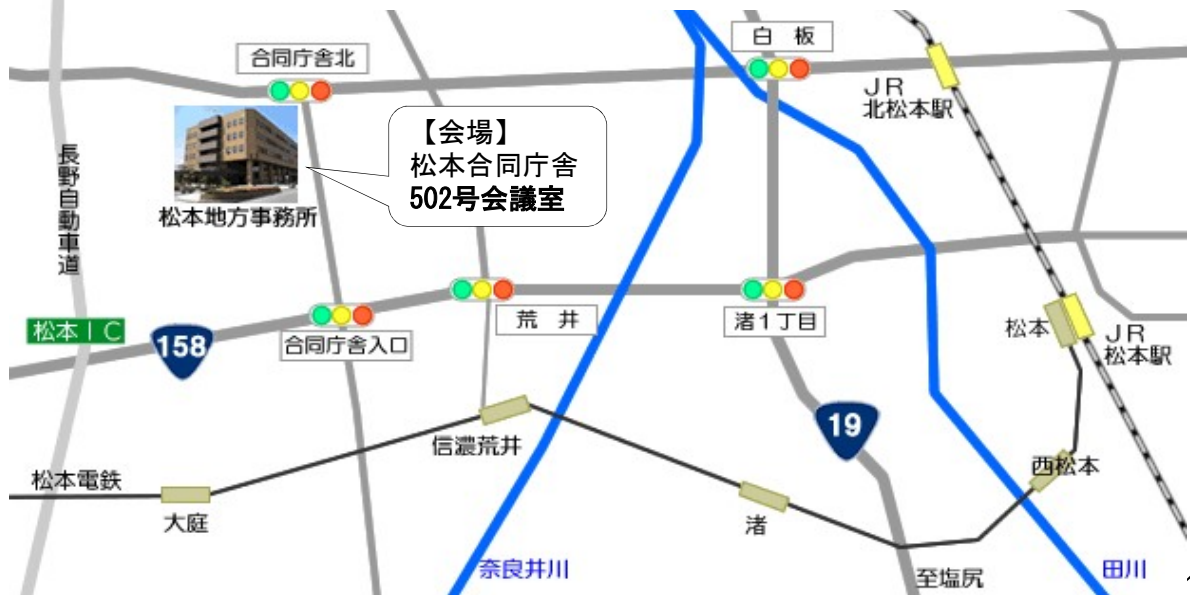 合同庁舎北
白　板
ＪＲ
北松本駅
【会場】
松本合同庁舎
502号会議室
長野自動車道
松本地方事務所
松本ＩＣ
158
合同庁舎入口
荒　井
渚１丁目
松本
ＪＲ
松本駅
19
信濃荒井
西松本
松本電鉄
大庭
渚
奈良井川
至塩尻
田川